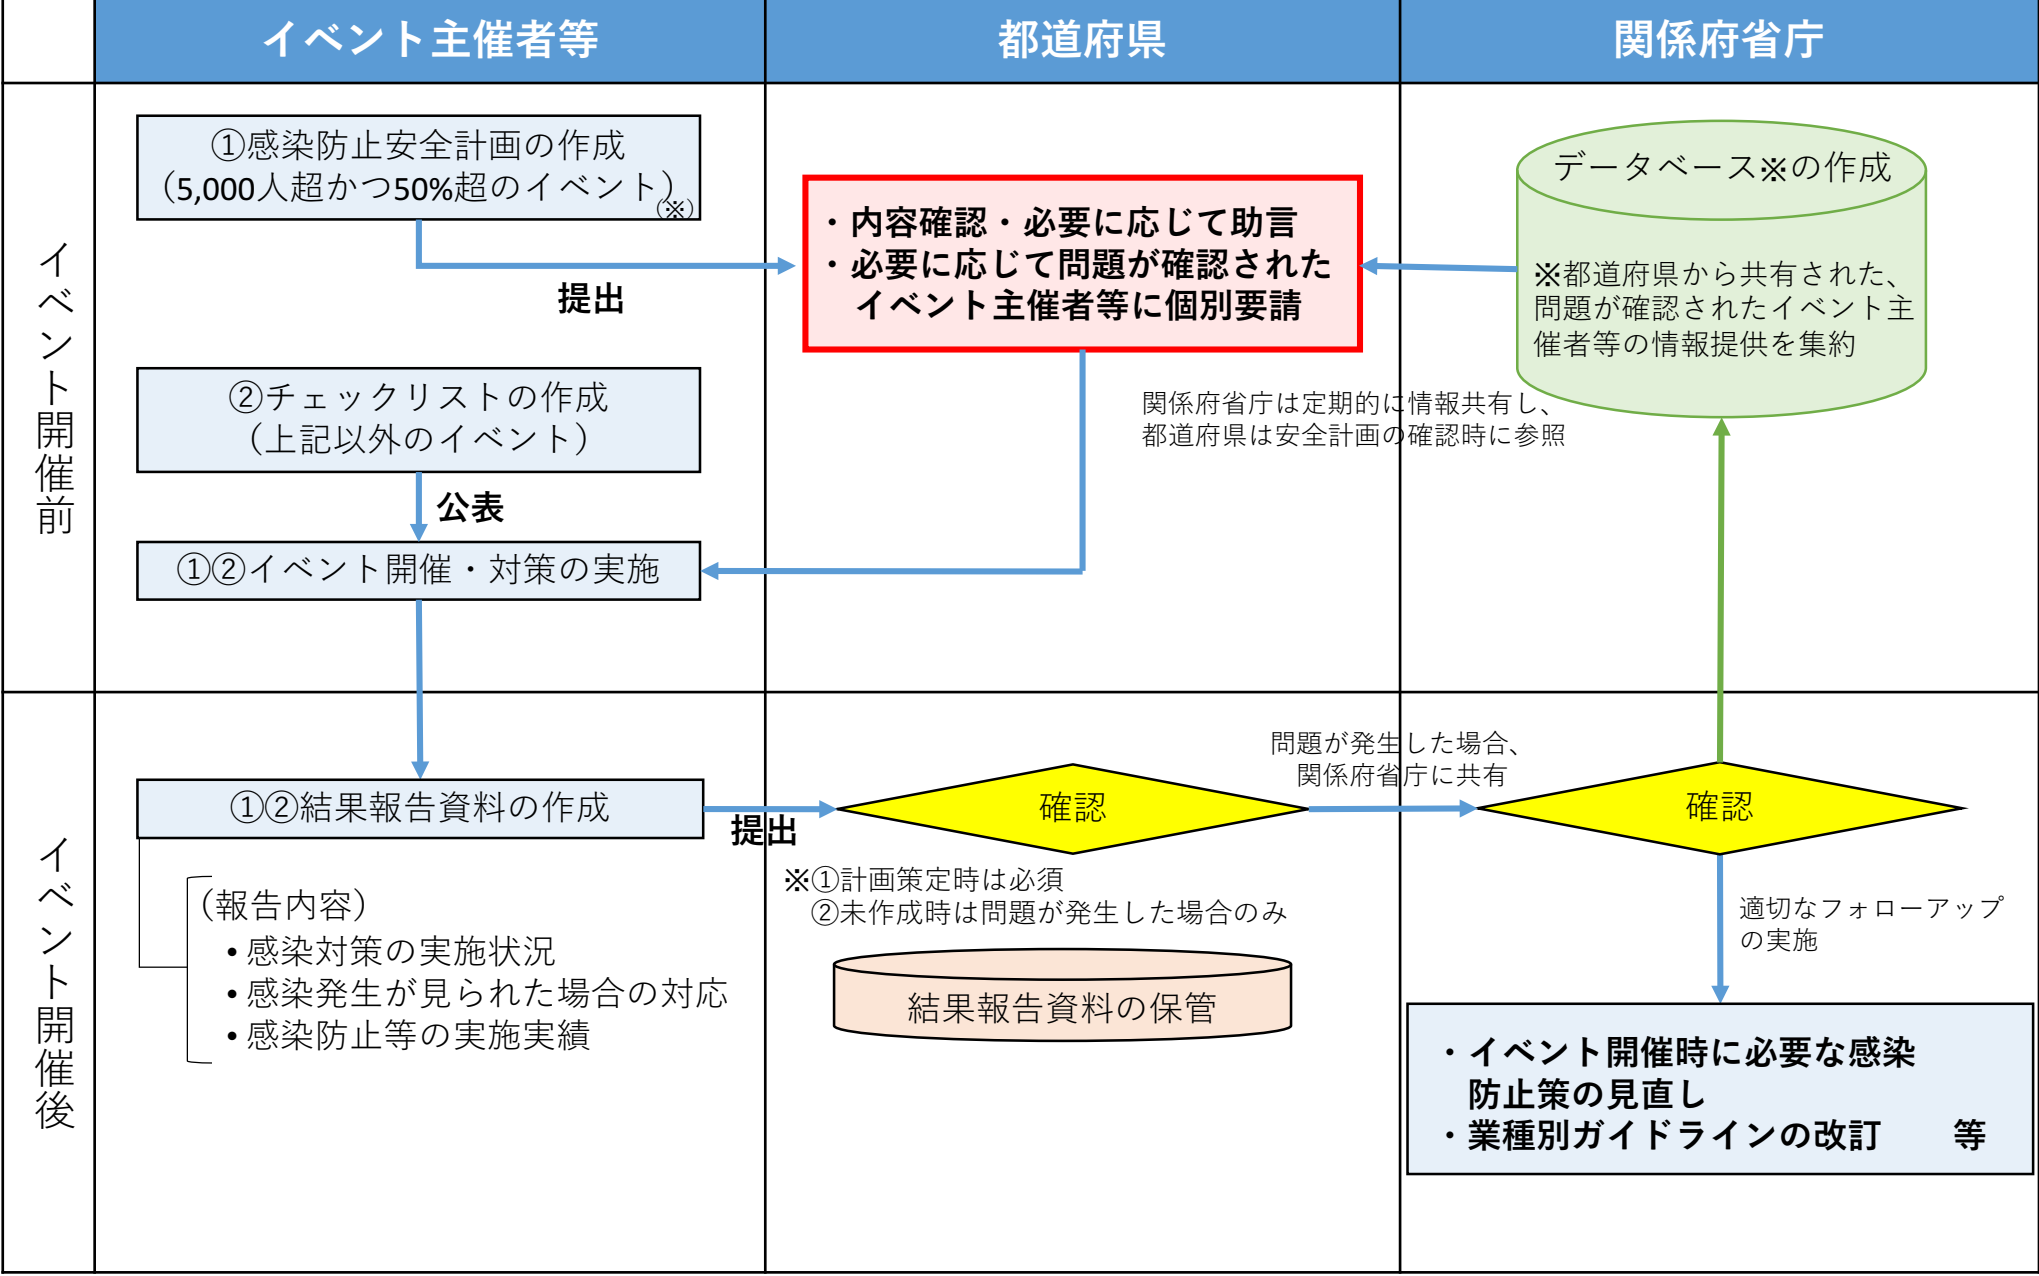 イベント主催者等
都道府県
関係府省庁
イベント開催前
①感染防止安全計画の作成
（5,000人超かつ50%超のイベント）
（※）
提出
・内容確認・必要に応じて助言
・必要に応じて問題が確認された
イベント主催者等に個別要請
データベース※の作成
※都道府県から共有された、
問題が確認されたイベント主
催者等の情報提供を集約
関係府省庁は定期的に情報共有し、
都道府県は安全計画の確認時に参照
②チェックリストの作成
（上記以外のイベント）
公表
①②イベント開催・対策の実施
イベント開催後
①②結果報告資料の作成
提出
確認
問題が発生した場合、
関係府省庁に共有
確認
※①計画策定時は必須
②未作成時は問題が発生した場合のみ
結果報告資料の保管
（報告内容）
• 感染対策の実施状況
• 感染発生が見られた場合の対応
• 感染防止等の実施実績
適切なフォローアップ
の実施
・イベント開催時に必要な感染
防止策の見直し
・業種別ガイドラインの改訂　　等